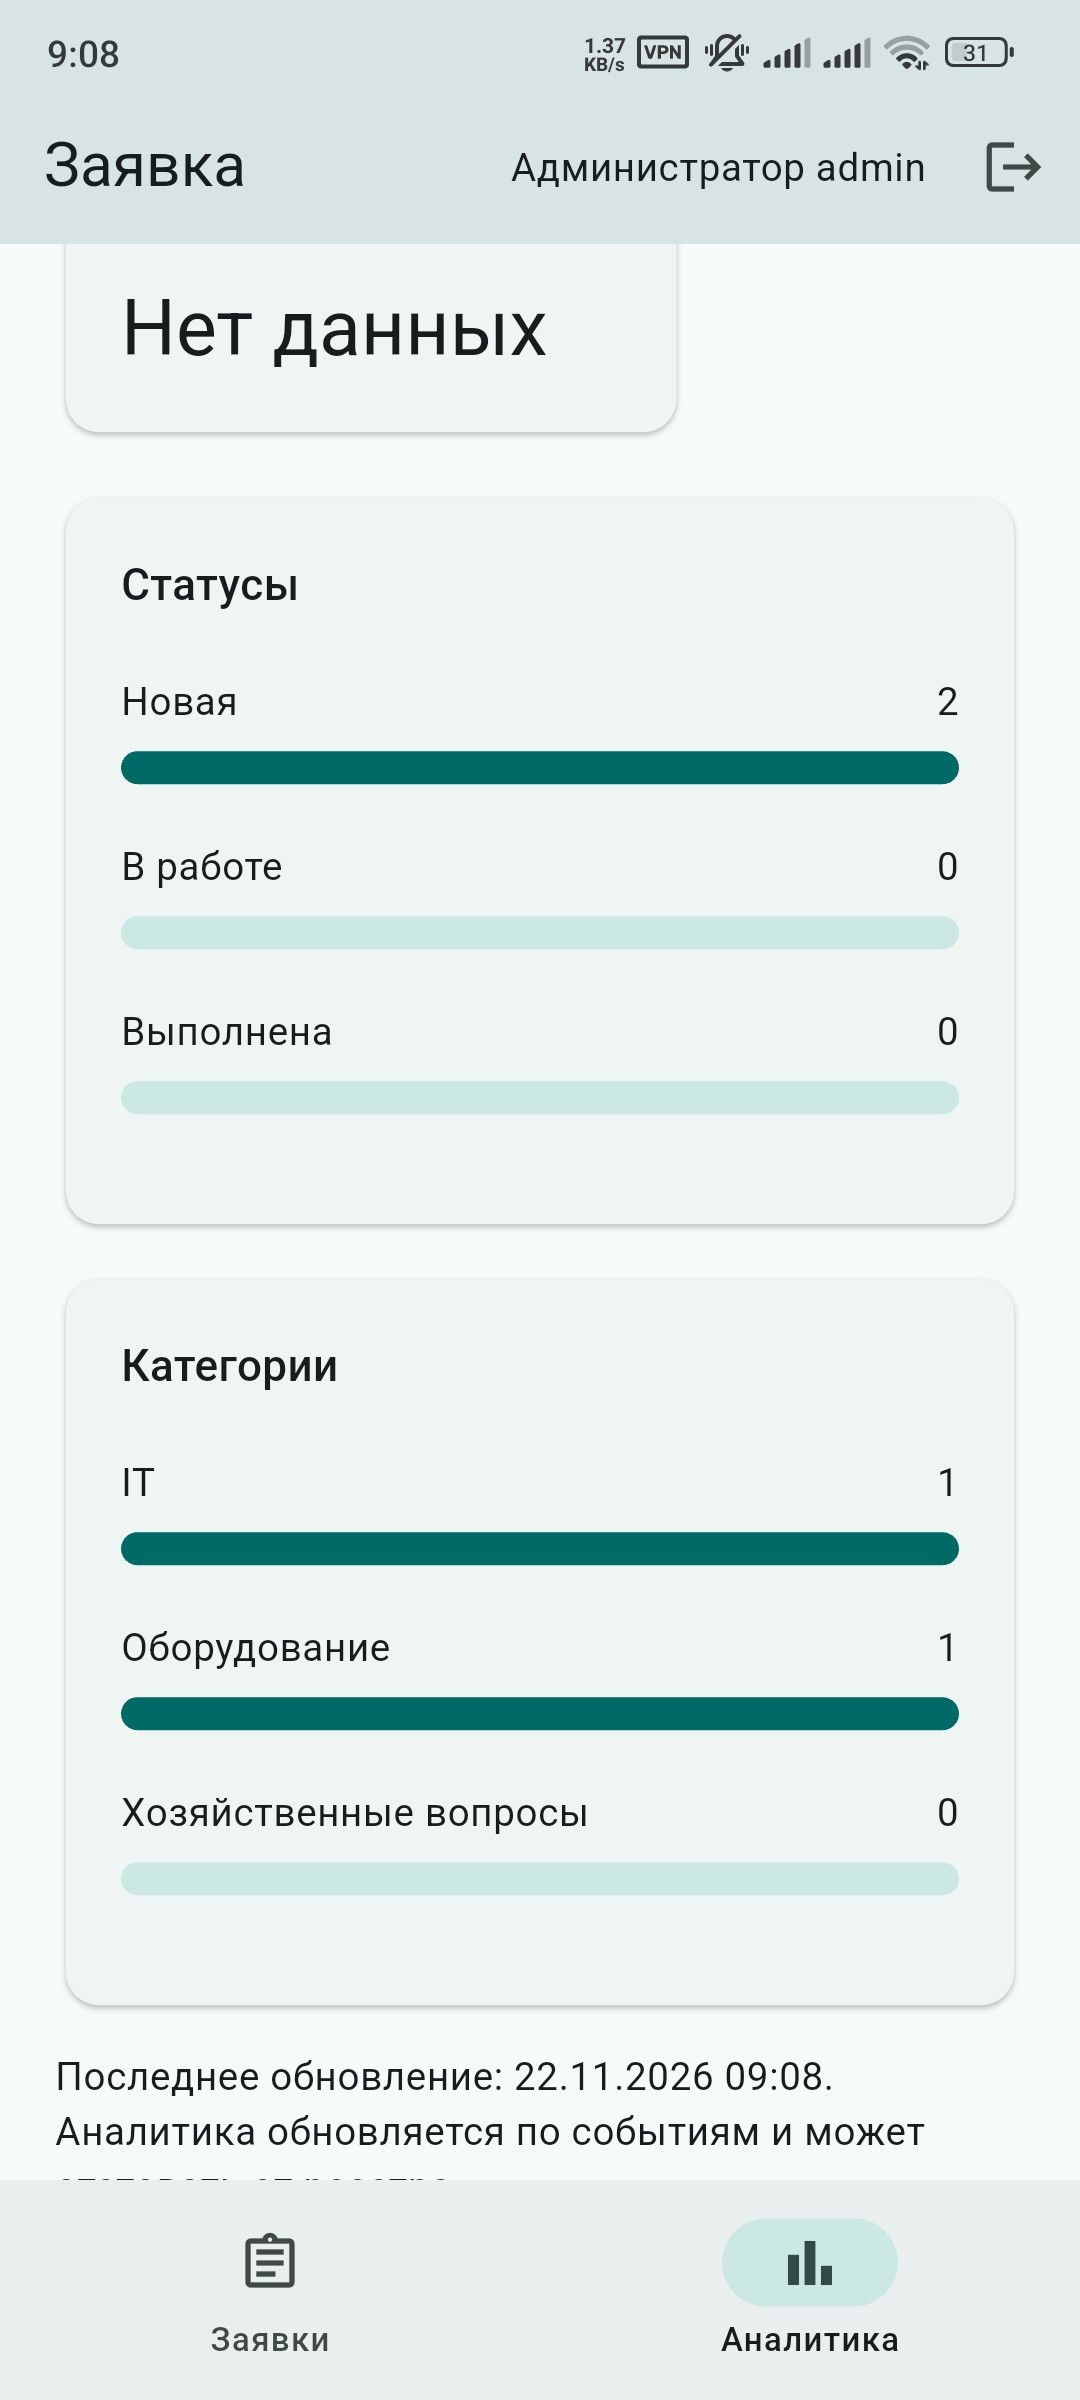 9:08
1.37
KB/s
VPN
31
Заявка
Администратор admin
Нет данных
Статусы
Новая 2
В работе 0
Выполнена 0
Категории
IT 1
Оборудование 1
Хозяйственные вопросы 0
Последнее обновление: 22.11.2026 09:08.
Аналитика обновляется по событиям и может
Заявки
Аналитика